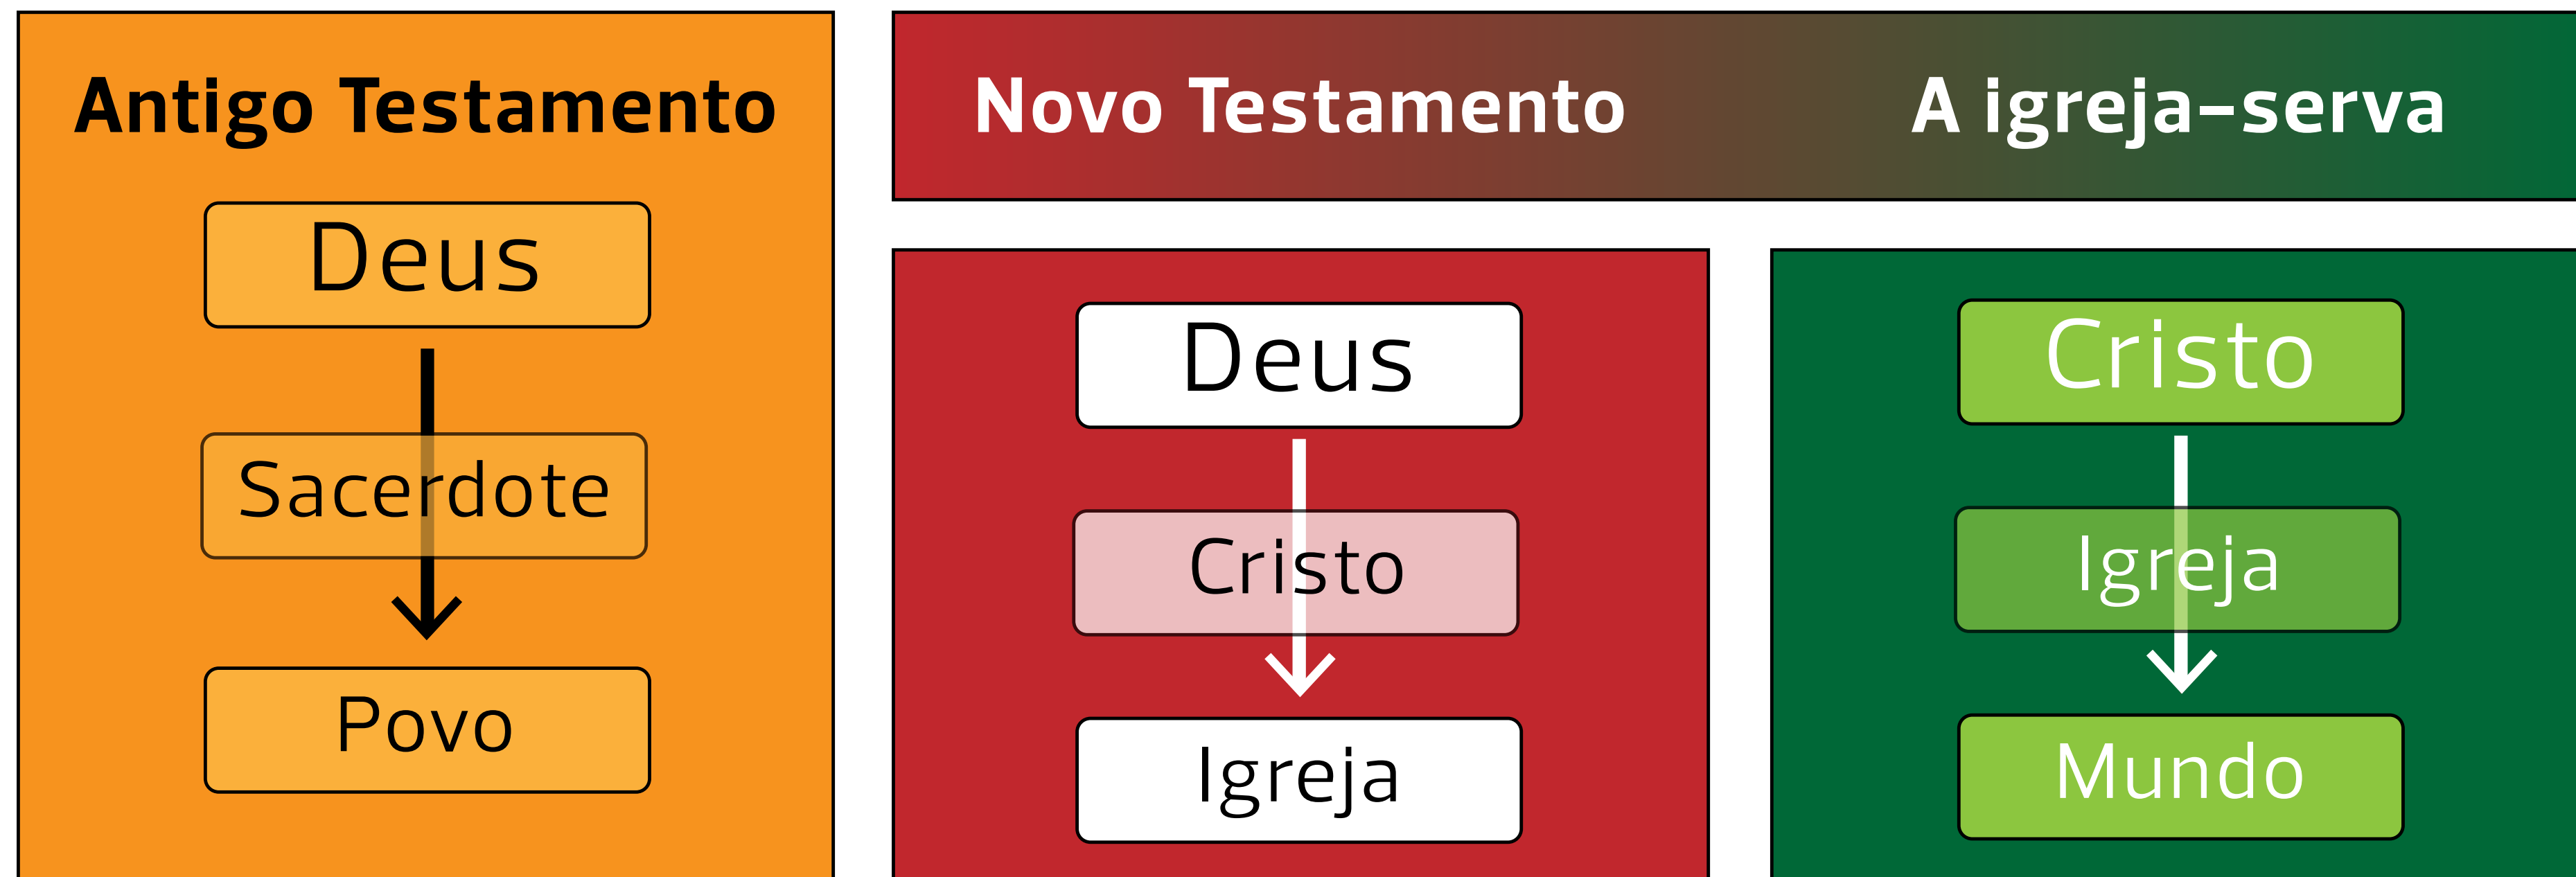 Antigo Testamento
Deus
Sacerdote
Povo
Novo Testamento
A igreja-serva
Deus
Cristo
Igreja
Cristo
Igreja
Mundo